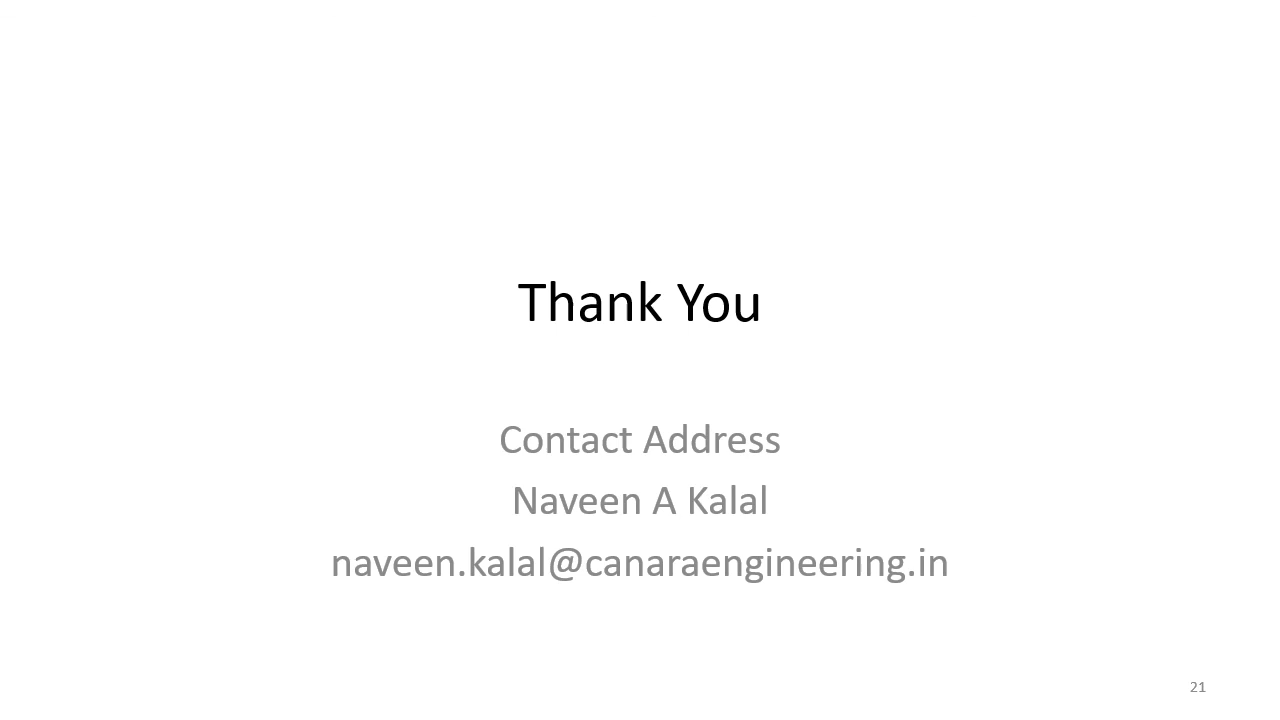 Thank You
Contact Address
Naveen A Kalal
naveen.kalal@canaraengineering.in
21